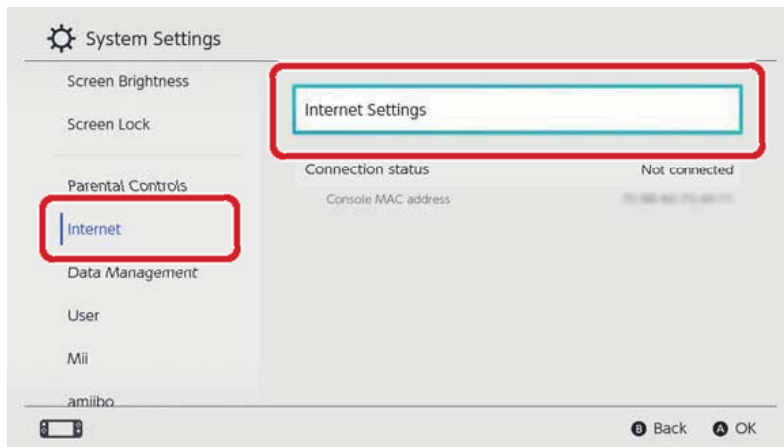 System Settings
Screen Brightness
Screen Lock
Parental Controls
Internet
Data Management
User
Mii
amiibo
Internet Settings
Connection status Not connected
Console MAC address
B Back A OK